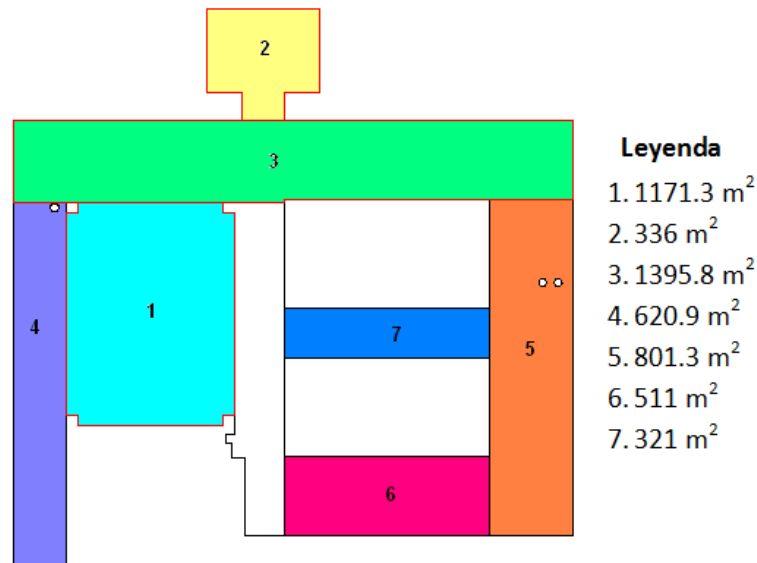 2
3
Leyenda
1. 1171.3 m²
2. 336 m²
3. 1395.8 m²
4. 620.9 m²
5. 801.3 m²
6. 511 m²
7. 321 m²
1
4
7
5
6